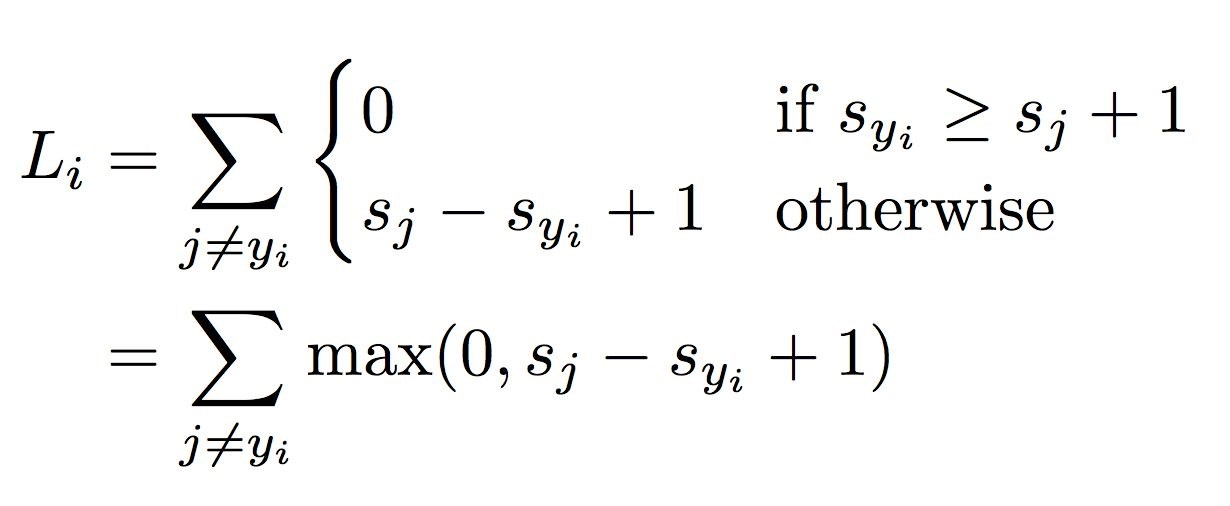 $L_i = \sum_{j \neq y_i} \begin{cases} 0 & \text{if } s_{y_i} \geq s_j + 1 \\ s_j - s_{y_i} + 1 & \text{otherwise} \end{cases}$
$= \sum_{j \neq y_i} \max(0, s_j - s_{y_i} + 1)$